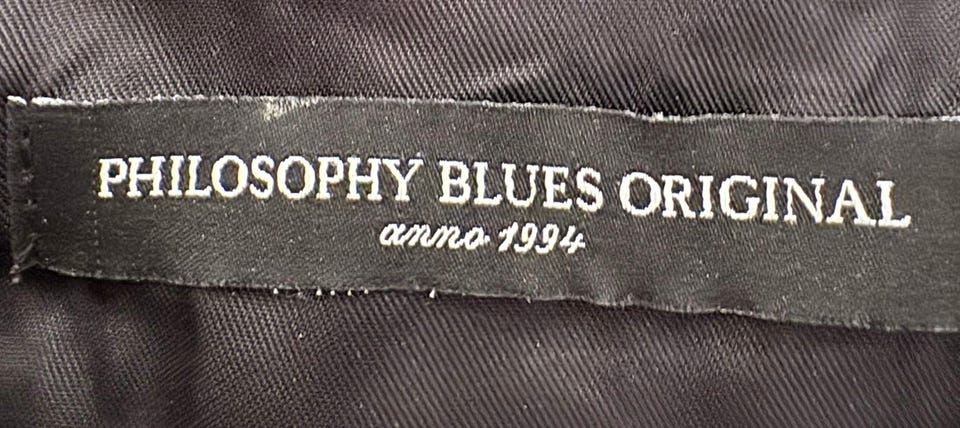 PHILOSOPHY BLUES ORIGINAL
anno 1994